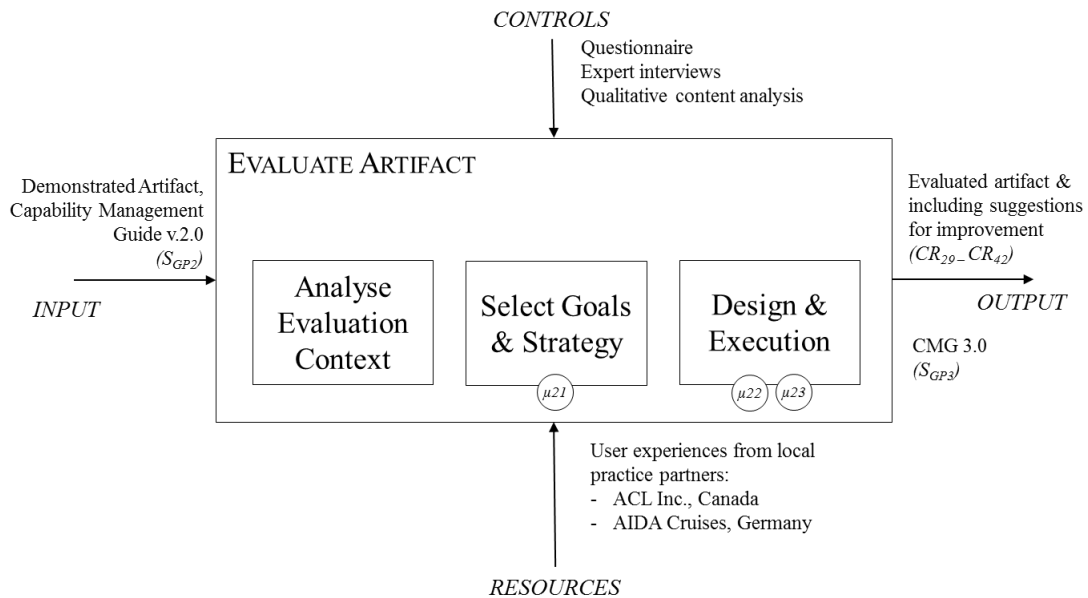 CONTROLS
Questionnaire
Expert interviews
Qualitative content analysis
EVALUATE ARTIFACT
Demonstrated Artifact,
Capability Management
Guide v.2.0
(S_GP2)
INPUT
Analyse
Evaluation
Context
Select Goals
& Strategy
μ21
Design &
Execution
μ22
μ23
Evaluated artifact &
including suggestions
for improvement
(CR29 – CR42)
OUTPUT
CMG 3.0
(S_GP3)
User experiences from local
practice partners:
- ACL Inc., Canada
- AIDA Cruises, Germany
RESOURCES